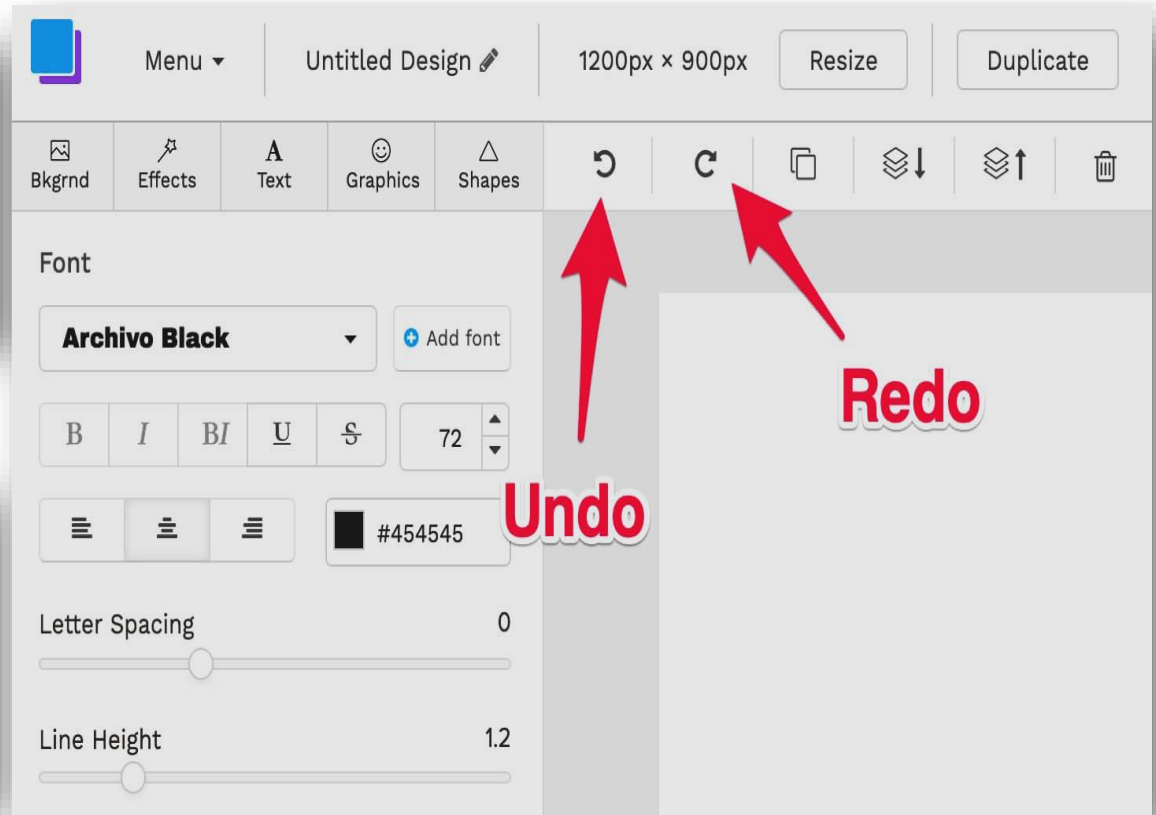 Menu Untitled Design 1200px × 900px Resize Duplicate
Bkgrnd Effects Text Graphics Shapes
Font
Archivo Black Add font
B I BI U S 72
#454545
Undo
Redo
Letter Spacing 0
Line Height 1.2